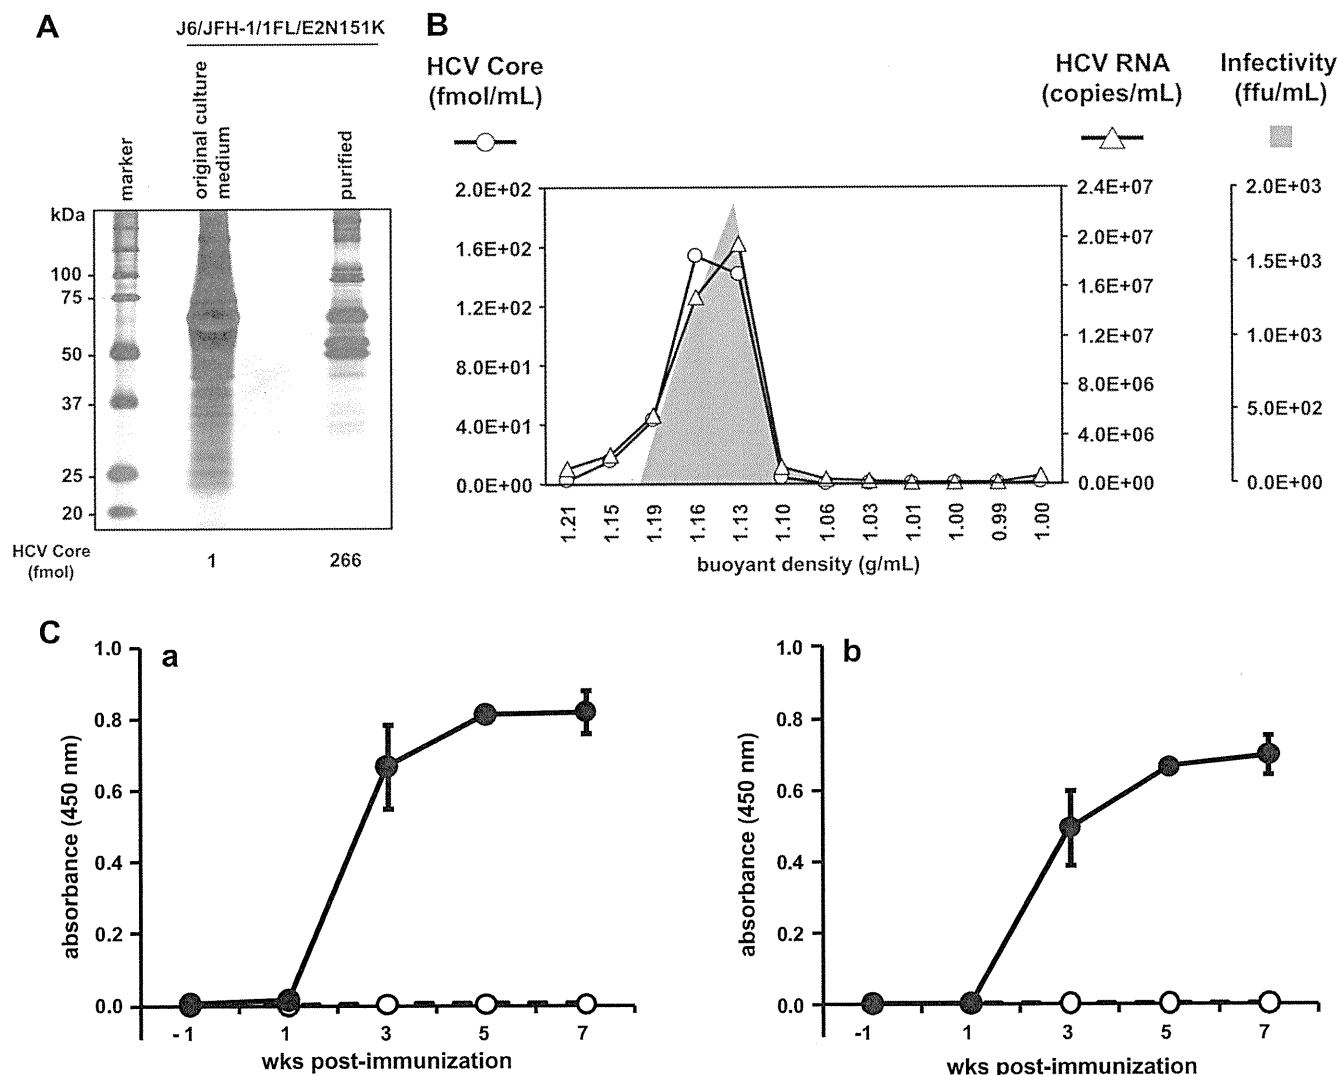 A
J6/JFH-1/1FL/E2N151K
marker
original culture
medium
purified
kDa
100
75
50
37
25
20
HCV Core
(fmol)
1
266
B
HCV Core
(fmol/mL)
HCV RNA
(copies/mL)
Infectivity
(ffu/mL)
2.0E+02
1.6E+02
1.2E+02
8.0E+01
4.0E+01
0.0E+00
2.4E+07
2.0E+07
1.6E+07
1.2E+07
8.0E+06
4.0E+06
0.0E+00
2.0E+03
1.5E+03
1.0E+03
5.0E+02
0.0E+00
1.21
1.15
1.19
1.16
1.13
1.10
1.06
1.03
1.01
1.00
0.99
1.00
buoyant density (g/mL)
C
a
absorbance (450 nm)
1.0
0.8
0.6
0.4
0.2
0.0
-1
1
3
5
7
wks post-immunization
b
absorbance (450 nm)
1.0
0.8
0.6
0.4
0.2
0.0
-1
1
3
5
7
wks post-immunization